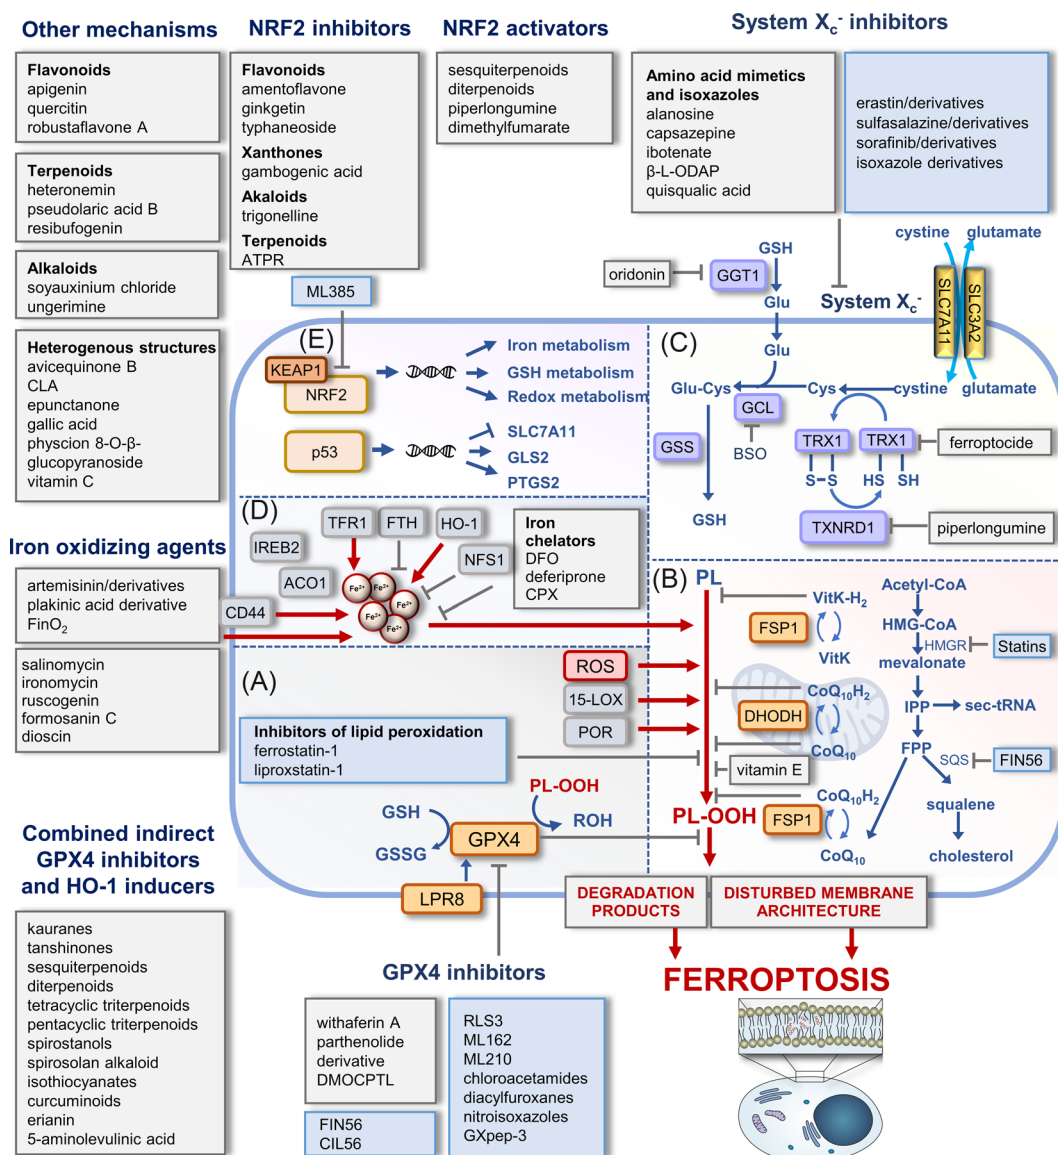 Other mechanisms
Flavonoids
apigenin
quercitin
robustaflavone A
Terpenoids
heteronemin
pseudolaric acid B
resibufogenin
Alkaloids
soyauxinium chloride
ungerimine
Heterogenous structures
avicequinone B
CLA
epunctanone
gallic acid
physcion 8-O-β-
glucopyranoside
vitamin C
NRF2 inhibitors
Flavonoids
amentoflavone
ginkgetin
typhaneoside
Xanthones
gambogenic acid
Akaloids
trigonelline
Terpenoids
ATPR
ML385
NRF2 activators
sesquiterpenoids
diterpenoids
piperlongumine
dimethylfumarate
System Xc- inhibitors
Amino acid mimetics
and isoxazoles
alanosine
capsazepine
ibotenate
β-L-ODAP
quisqualic acid
erastin/derivatives
sulfasalazine/derivatives
sorafinib/derivatives
isoxazole derivatives
cystine
glutamate
GSH
oridonin
GGT1
Glu
System Xc-
SLC7A11
SLC3A2
(E)
KEAP1
NRF2
Iron metabolism
GSH metabolism
Redox metabolism
p53
SLC7A11
GLS2
PTGS2
(C)
Glu
Glu-Cys
Cys
cystine
glutamate
GCL
BSO
GSS
GSH
TRX1
TRX1
ferroptocide
S-S
HS
SH
TXNRD1
piperlongumine
(D)
TFR1
FTH
HO-1
IREB2
NFS1
ACO1
Fe2+
Fe2+
Fe2+
Fe2+
Fe2+
Iron
chelators
DFO
deferiprone
CPX
Iron oxidizing agents
artemisinin/derivatives
plakinic acid derivative
FinO2
CD44
salinomycin
ironomycin
ruscogenin
formosanin C
dioscin
(B)
PL
VitK-H2
FSP1
VitK
Acetyl-CoA
HMG-CoA
HMGR
Statins
mevalonate
CoQ10H2
DHODH
CoQ10
IPP
sec-tRNA
FPP
SQS
FIN56
vitamin E
CoQ10H2
FSP1
CoQ10
squalene
cholesterol
(A)
ROS
15-LOX
POR
Inhibitors of lipid peroxidation
ferrostatin-1
liproxstatin-1
PL-OOH
GSH
ROH
GSSG
GPX4
LPR8
PL-OOH
DEGRADATION
PRODUCTS
DISTURBED MEMBRANE
ARCHITECTURE
FERROPTOSIS
Combined indirect
GPX4 inhibitors
and HO-1 inducers
kauranes
tanshinones
sesquiterpenoids
diterpenoids
tetracyclic triterpenoids
pentacyclic triterpenoids
spirostanols
spirosolan alkaloid
isothiocyanates
curcuminoids
erianin
5-aminolevulinic acid
GPX4 inhibitors
withaferin A
parthenolide
derivative
DMOCPTL
FIN56
CIL56
RLS3
ML162
ML210
chloroacetamides
diacylfuroxanes
nitroisoxazoles
GXpep-3